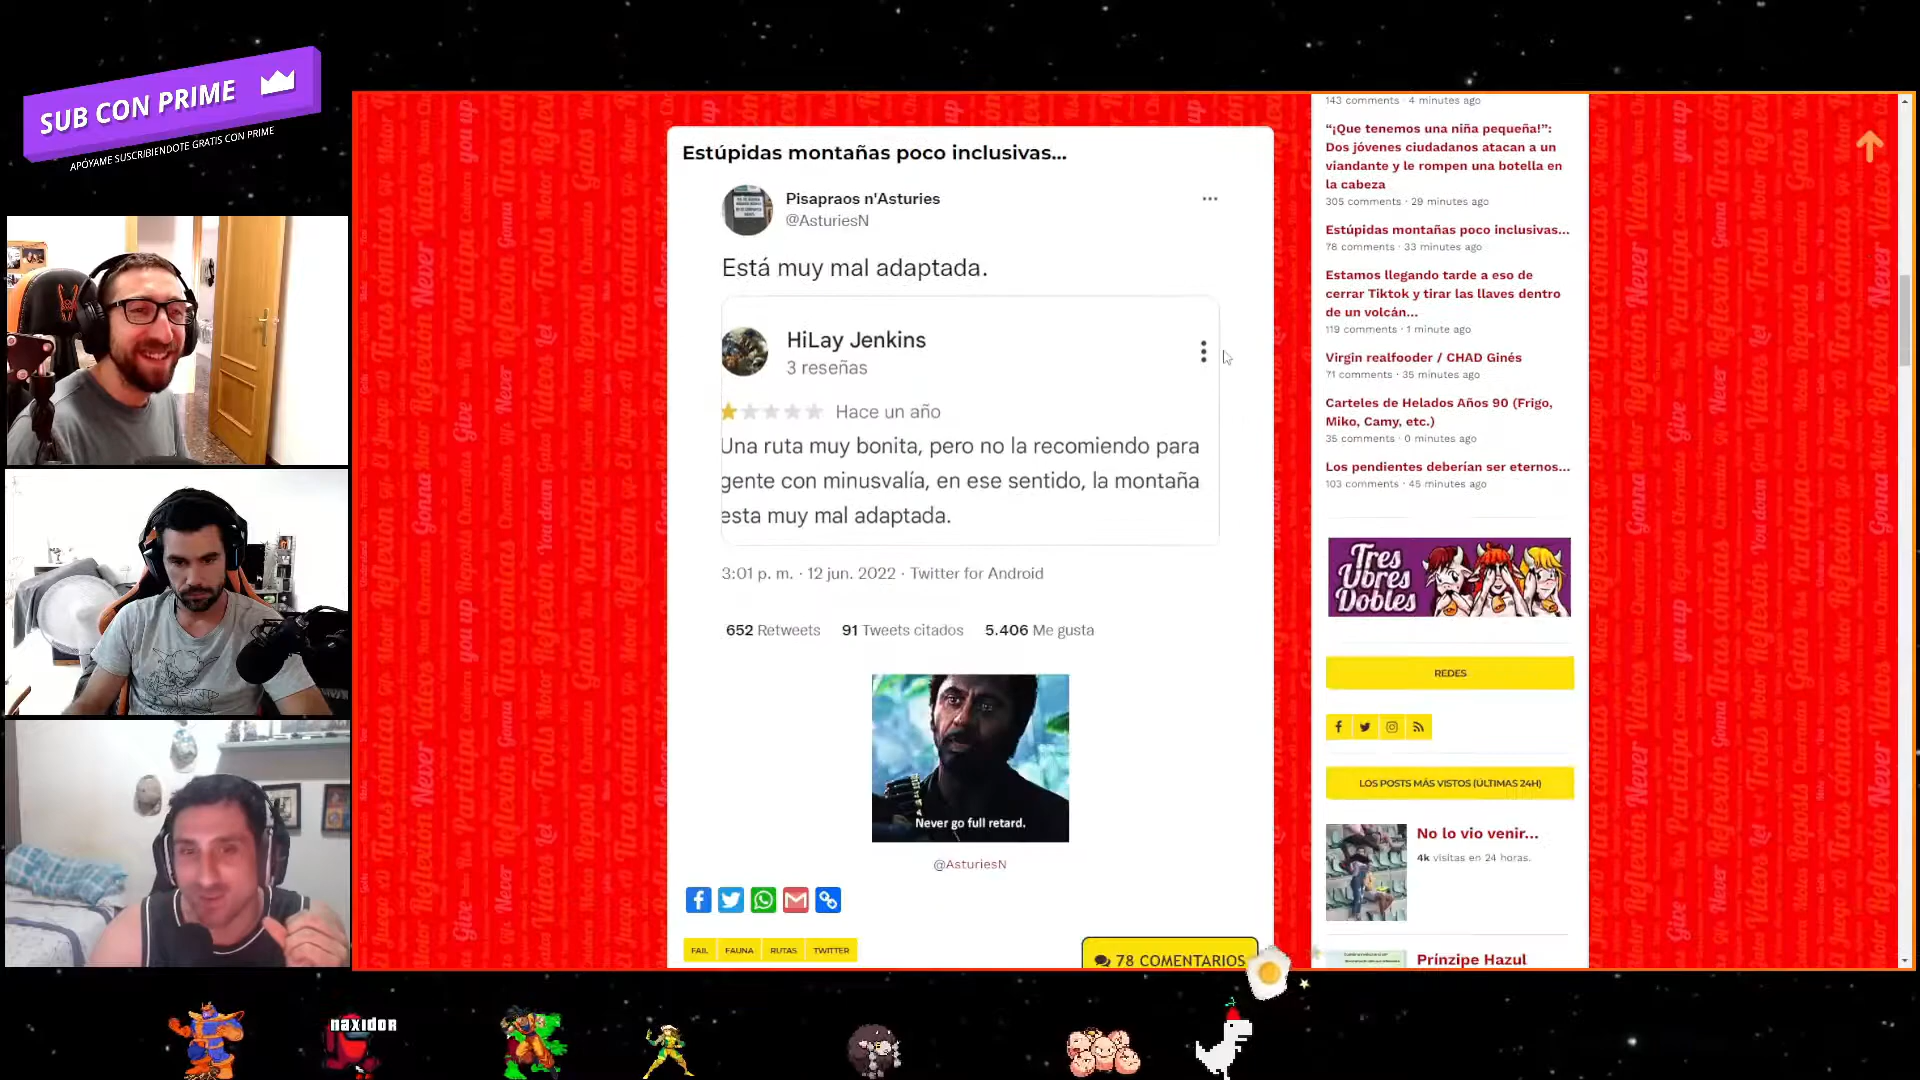 SUB CON PRIME
APÓYAME SUSCRIBIENDOTE GRATIS CON PRIME
Estúpidas montañas poco inclusivas...
Pisapraos n'Asturies
@AsturiesN
Está muy mal adaptada.
HiLay Jenkins
3 reseñas
Hace un año
Una ruta muy bonita, pero no la recomiendo para
gente con minusvalía, en ese sentido, la montaña
esta muy mal adaptada.
3:01 p. m. · 12 jun. 2022 · Twitter for Android
652 Retweets 91 Tweets citados 5.406 Me gusta
Never go full retard.
@AsturiesN
FAIL FAUNA RUTAS TWITTER
78 COMENTARIOS
143 comments · 4 minutes ago
“¡Que tenemos una niña pequeña!”:
Dos jóvenes ciudadanos atacan a un
viandante y le rompen una botella en
la cabeza
305 comments · 29 minutes ago
Estúpidas montañas poco inclusivas...
78 comments · 33 minutes ago
Estamos llegando tarde a eso de
cerrar Tiktok y tirar las llaves dentro
de un volcán...
119 comments · 1 minute ago
Virgin realfooder / CHAD Ginés
71 comments · 35 minutes ago
Carteles de Helados Años 90 (Frigo,
Miko, Camy, etc.)
35 comments · 0 minutes ago
Los pendientes deberían ser eternos...
103 comments · 45 minutes ago
Tres
Ubres
Dobles
REDES
LOS POSTS MÁS VISTOS (ÚLTIMAS 24H)
No lo vio venir...
4k visitas en 24 horas.
Prínzipe Hazul
naxidor